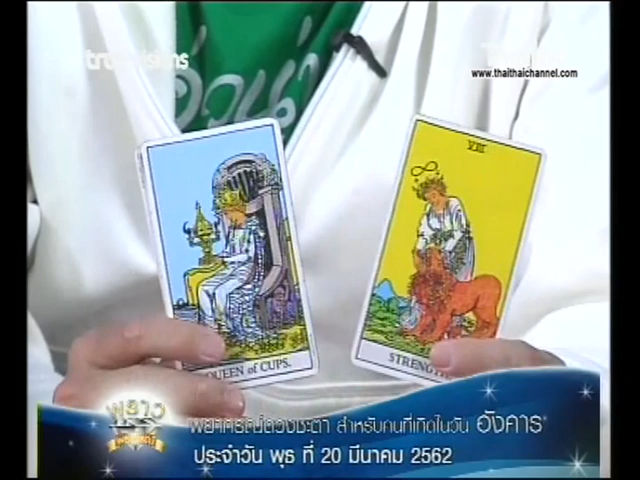 truevisions
www.thaithaichannel.com
VIII
QUEEN of CUPS.
STRENGTH
พยากรณ์ดวงชะตา สำหรับคนที่เกิดในวัน อังคาร
ประจำวัน พุธ ที่ 20 มีนาคม 2562